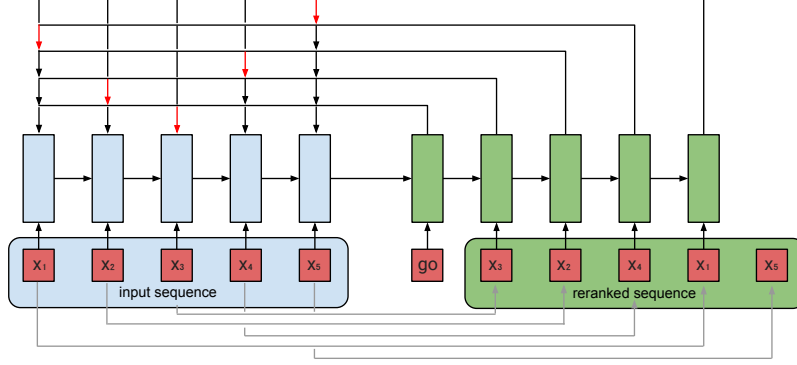 x₁ x₂ x₃ x₄ x₅ go x₃ x₂ x₄ x₁ x₅
input sequence reranked sequence